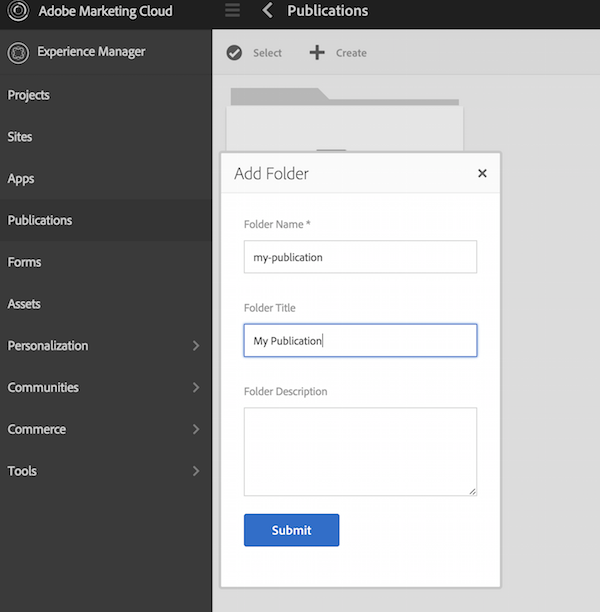 Adobe Marketing Cloud
Publications
Experience Manager
Select
Create
Projects
Sites
Apps
Publications
Forms
Assets
Personalization
Communities
Commerce
Tools
Add Folder
Folder Name *
my-publication
Folder Title
My Publication
Folder Description
Submit